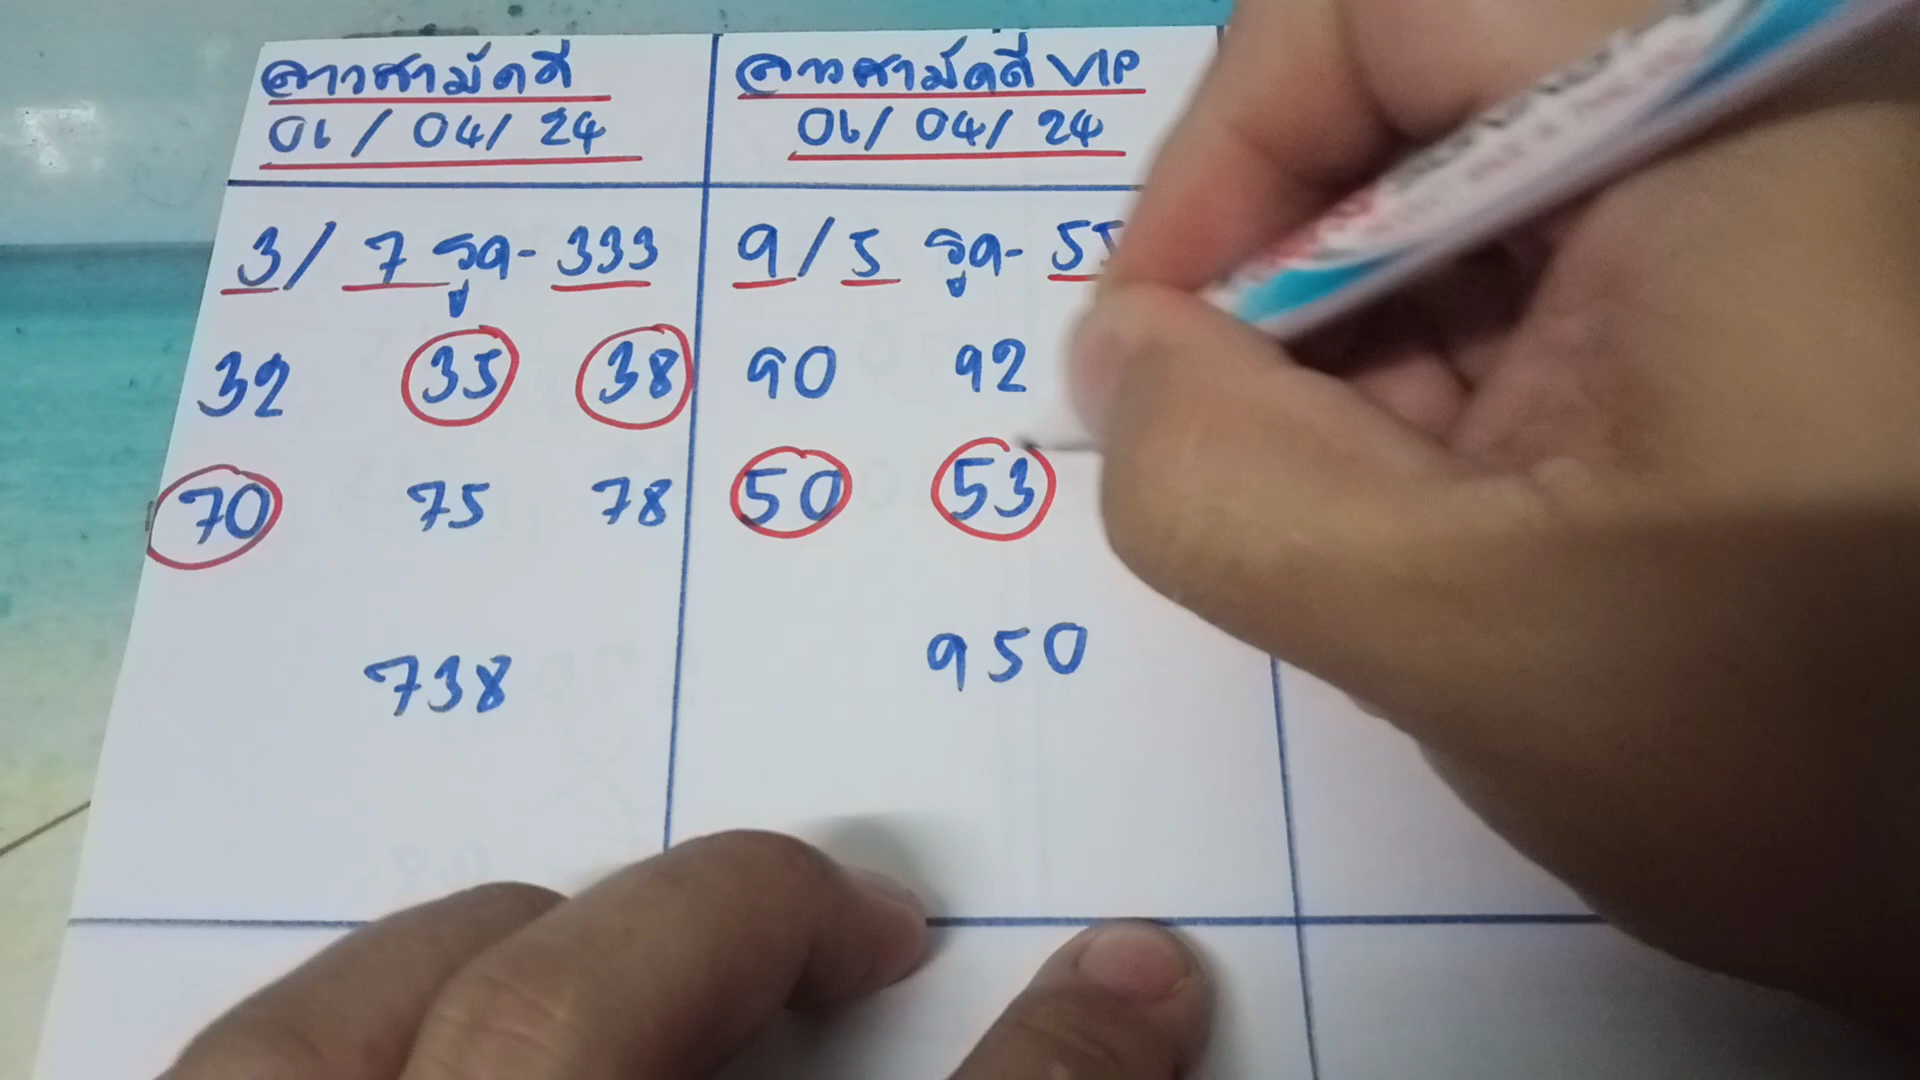 ลาวสามัคคี
06/04/24
3/7 รูด-333
32 35 38
70 75 78
738
ลาวสามัคคี VIP
06/04/24
9/5 รูด-55
90 92
50 53
950